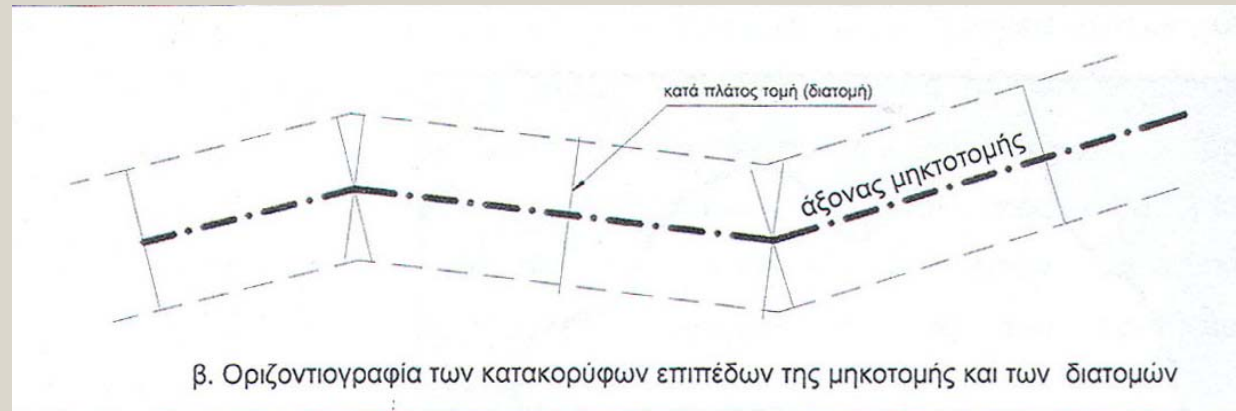 κατά πλάτος τομή (διατομή)
άξονας μηκτοτομής
β. Οριζοντιογραφία των κατακορύφων επιπέδων της μηκοτομής και των διατομών